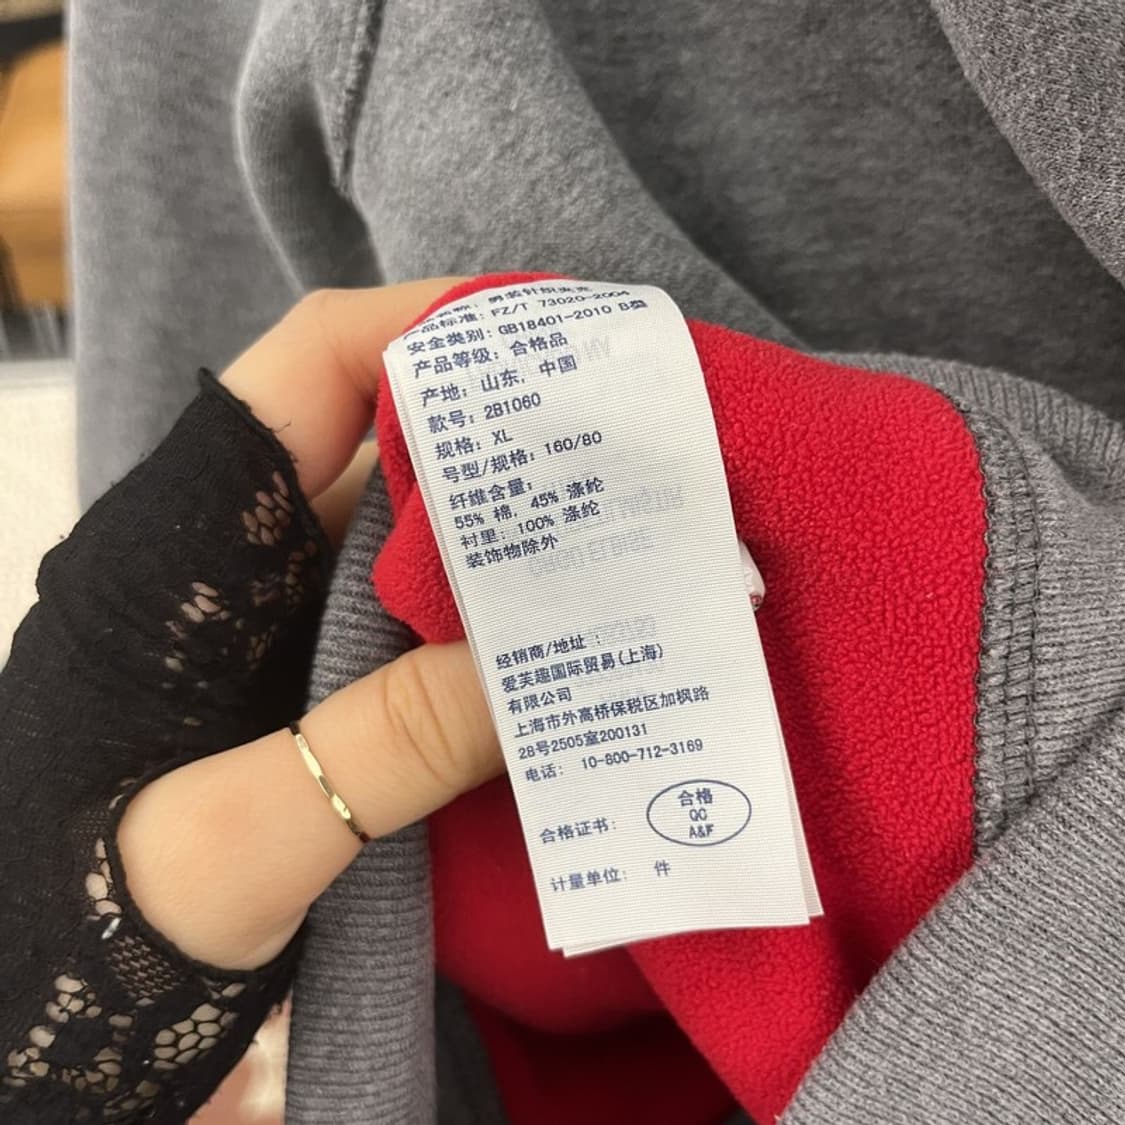 名称：男装针织夹克
产品标准：FZ/T 73020-2004
安全类别：GB18401-2010 B类
产品等级：合格品
产地：山东，中国
款号：2B1060
规格：XL
号型/规格：160/80
纤维含量：
55% 棉，45% 涤纶
衬里：100% 涤纶
装饰物除外
经销商/地址：
爱芙趣国际贸易(上海)
有限公司
上海市外高桥保税区加枫路
28号2505室200131
电话： 10-800-712-3169
合格证书：
合格
QC
A&F
计量单位： 件